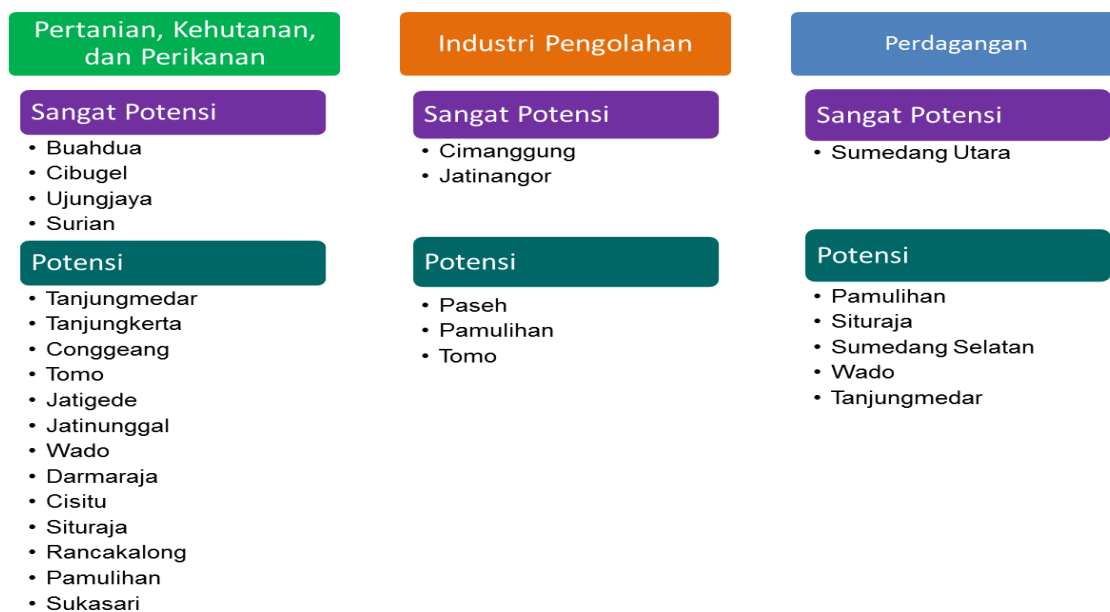 Pertanian, Kehutanan,
dan Perikanan
Sangat Potensi
• Buahdua
• Cibugel
• Ujungjaya
• Surian
Potensi
• Tanjungmedar
• Tanjungkerta
• Conggeang
• Tomo
• Jatigede
• Jatinunggal
• Wado
• Darmaraja
• Cisitu
• Situraja
• Rancakalong
• Pamulihan
• Sukasari
Industri Pengolahan
Sangat Potensi
• Cimanggung
• Jatinangor
Potensi
• Paseh
• Pamulihan
• Tomo
Perdagangan
Sangat Potensi
• Sumedang Utara
Potensi
• Pamulihan
• Situraja
• Sumedang Selatan
• Wado
• Tanjungmedar